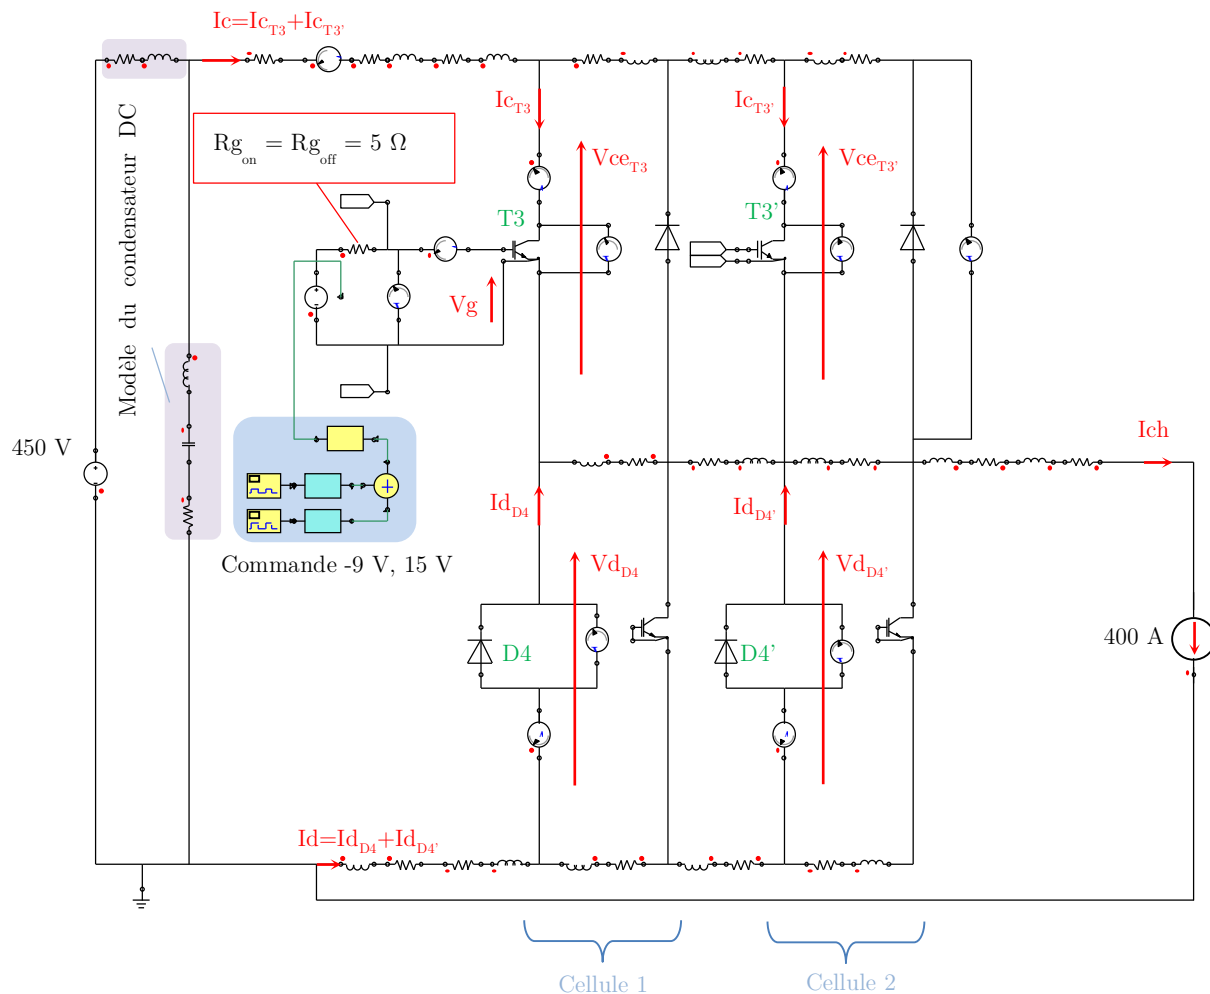 Ic=Ic_T3+Ic_T3'
Modèle du condensateur DC
Rg_on = Rg_off = 5 Ω
Ic_T3
Ic_T3'
Vce_T3
Vce_T3'
T3
T3'
Vg
450 V
Ich
Id_D4
Id_D4'
Commande -9 V, 15 V
Vd_D4
Vd_D4'
D4
D4'
400 A
Id=Id_D4+Id_D4'
Cellule 1
Cellule 2